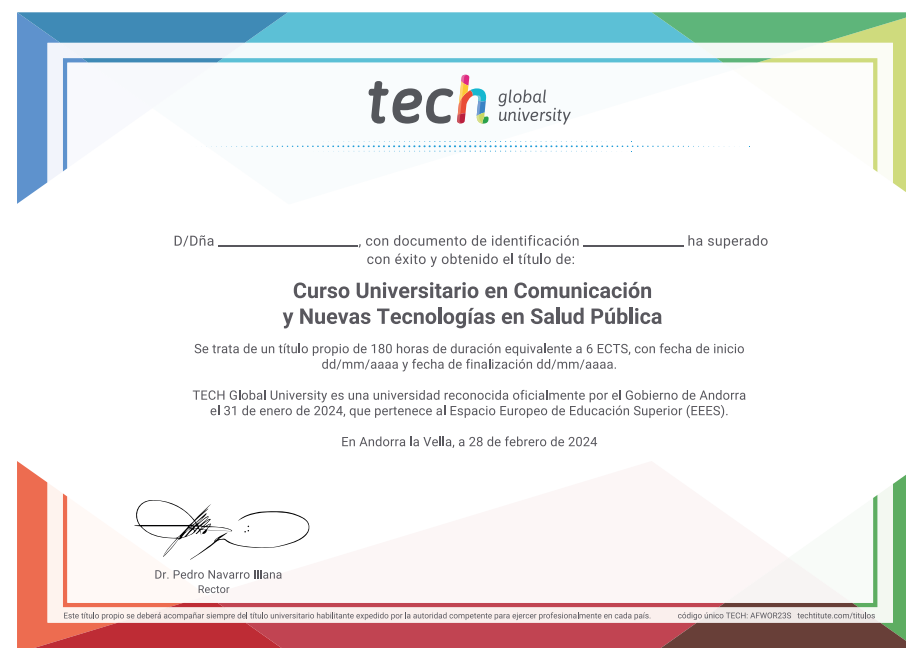 tech global university
D/Dña ____________________, con documento de identificación ______________ ha superado
con éxito y obtenido el título de:
Curso Universitario en Comunicación
y Nuevas Tecnologías en Salud Pública
Se trata de un título propio de 180 horas de duración equivalente a 6 ECTS, con fecha de inicio
dd/mm/aaaa y fecha de finalización dd/mm/aaaa.
TECH Global University es una universidad reconocida oficialmente por el Gobierno de Andorra
el 31 de enero de 2024, que pertenece al Espacio Europeo de Educación Superior (EEES).
En Andorra la Vella, a 28 de febrero de 2024
Dr. Pedro Navarro Illana
Rector
Este título propio se deberá acompañar siempre del título universitario habilitante expedido por la autoridad competente para ejercer profesionalmente en cada país. código único TECH: AFWOR23S techtitute.com/titulos